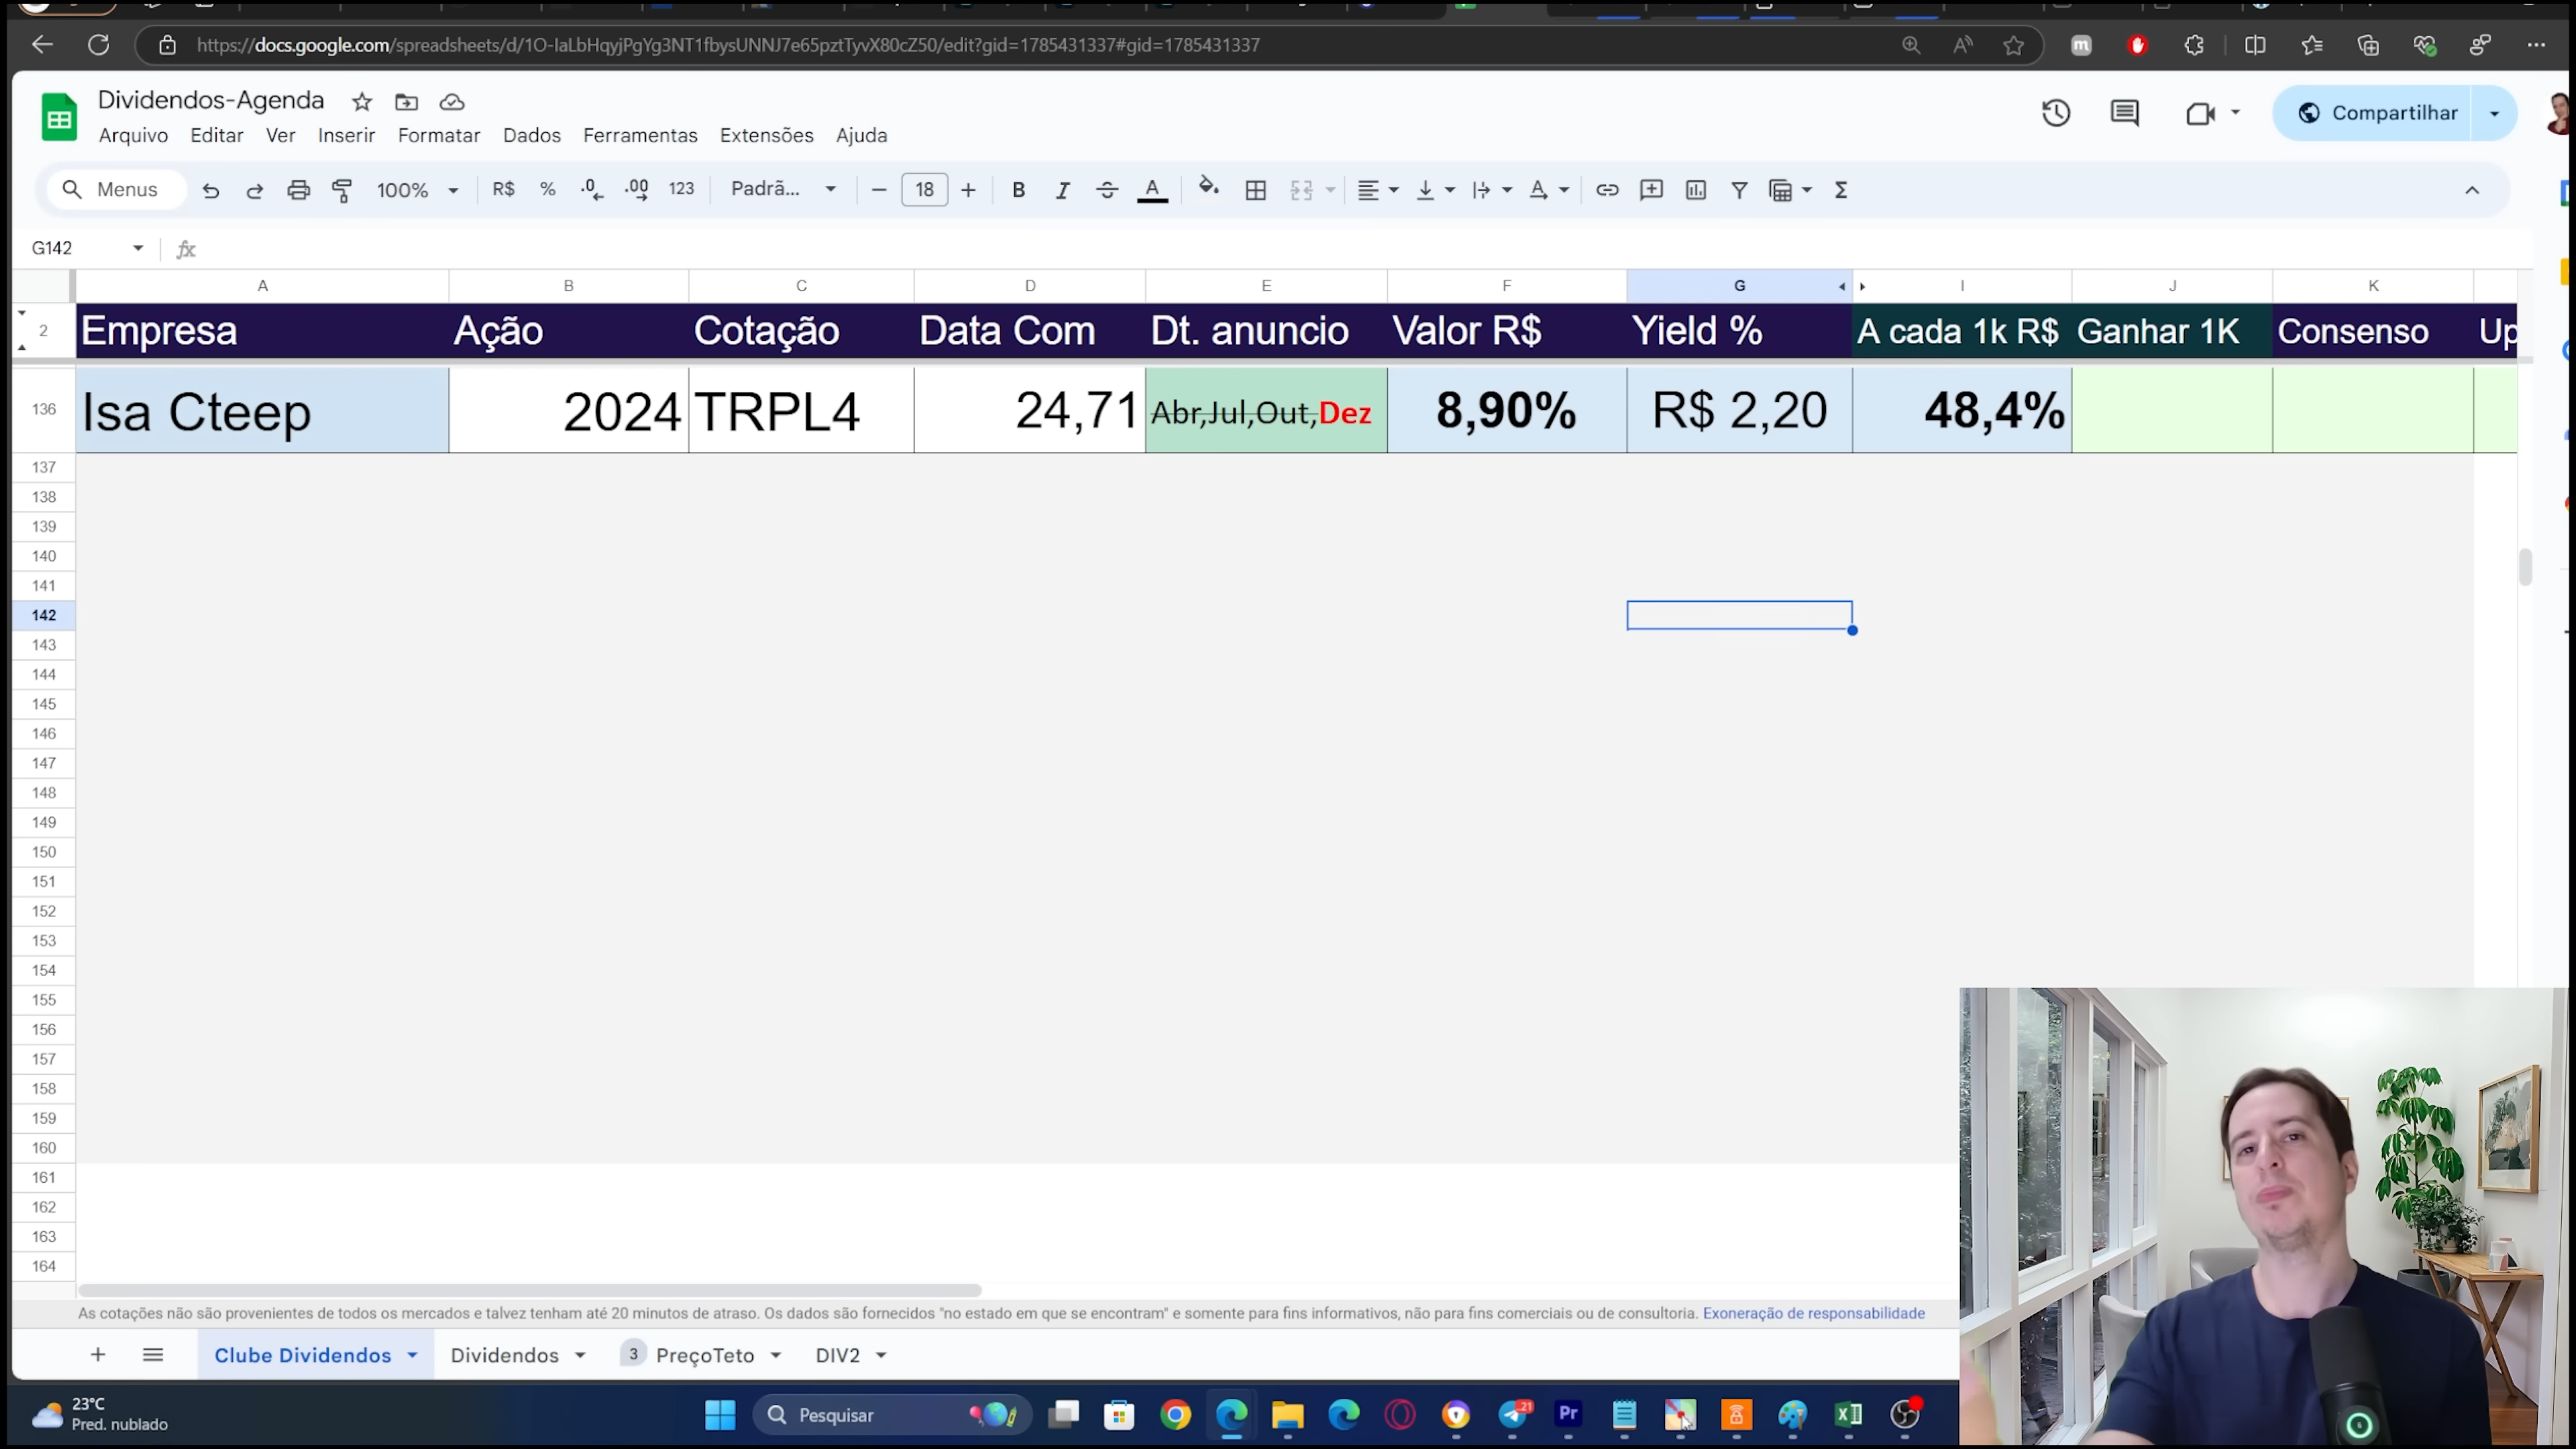 https://docs.google.com/spreadsheets/d/1O-IaLbHqyjPgYg3NT1fbysUNNJ7e65pztTyvX80cZ50/edit?gid=1785431337#gid=1785431337
Dividendos-Agenda
Arquivo Editar Ver Inserir Formatar Dados Ferramentas Extensões Ajuda
Compartilhar
Menus 100% R$ % .0 .00 123 Padrã... 18 B I A
G142
A B C D E F G I J K
2 Empresa Ação Cotação Data Com Dt. anuncio Valor R$ Yield % A cada 1k R$ Ganhar 1K Consenso Up
136 Isa Cteep 2024 TRPL4 24,71 Abr,Jul,Out,Dez 8,90% R$ 2,20 48,4%
137
138
139
140
141
142
143
144
145
146
147
148
149
150
151
152
153
154
155
156
157
158
159
160
161
162
163
164
As cotações não são provenientes de todos os mercados e talvez tenham até 20 minutos de atraso. Os dados são fornecidos "no estado em que se encontram" e somente para fins informativos, não para fins comerciais ou de consultoria. Exoneração de responsabilidade
Clube Dividendos Dividendos 3 PreçoTeto DIV2
23°C
Pred. nublado
Pesquisar
21
Pr